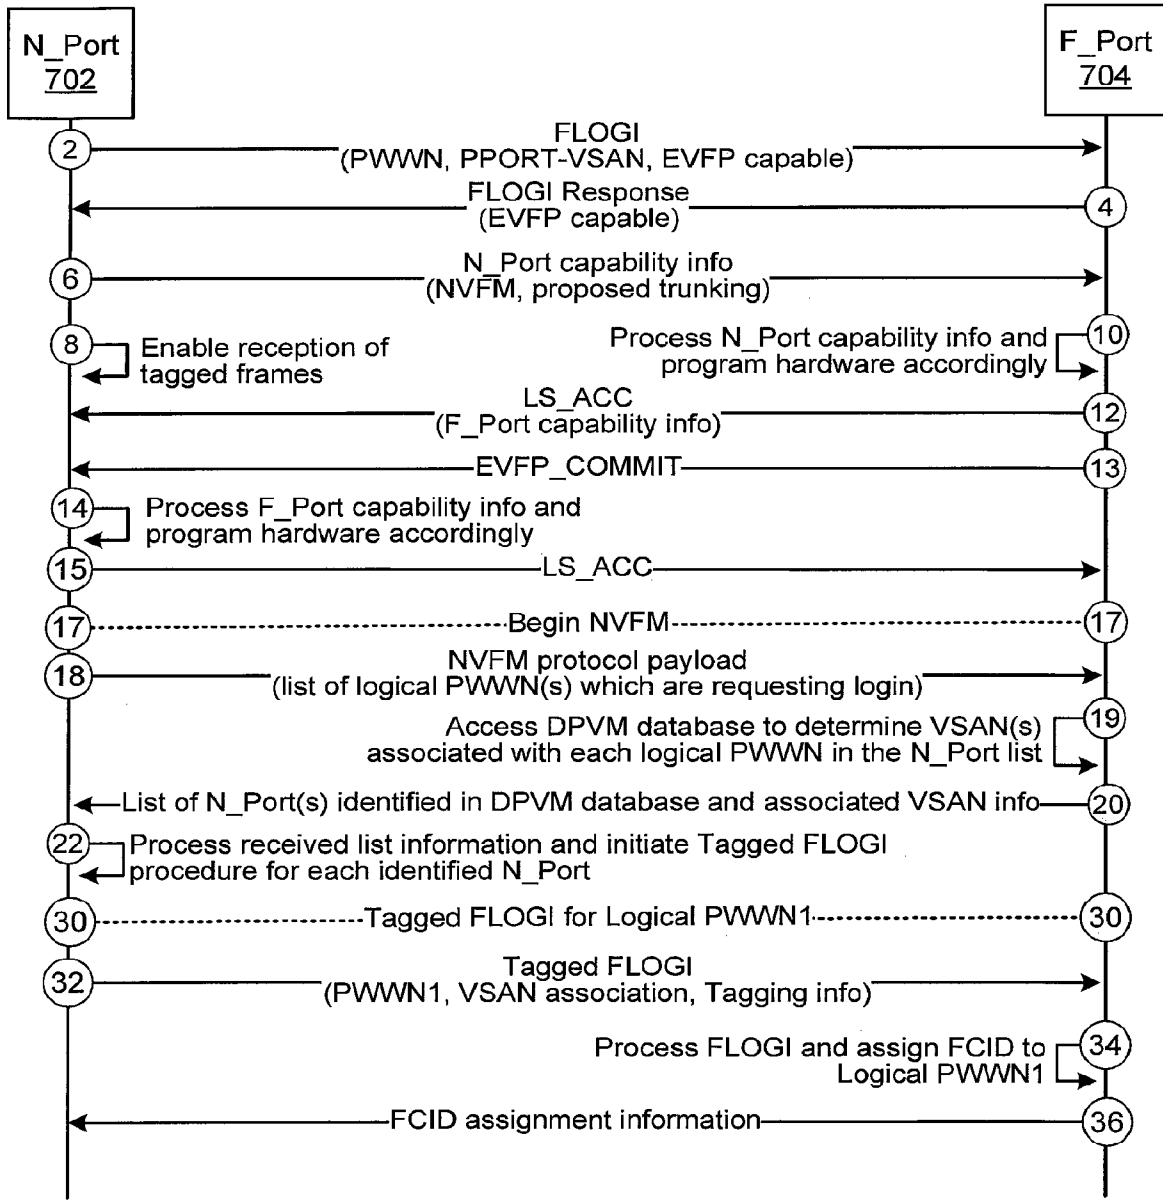 N_Port
702
F_Port
704
2
FLOGI
(PWWN, PPORT-VSAN, EVFP capable)
FLOGI Response
(EVFP capable)
4
6
N_Port capability info
(NVFM, proposed trunking)
8
Enable reception of
tagged frames
Process N_Port capability info and
program hardware accordingly
10
LS_ACC
(F_Port capability info)
12
EVFP_COMMIT
13
14
Process F_Port capability info and
program hardware accordingly
15
LS_ACC
17
Begin NVFM
17
18
NVFM protocol payload
(list of logical PWWN(s) which are requesting login)
Access DPVM database to determine VSAN(s)
associated with each logical PWWN in the N_Port list
19
List of N_Port(s) identified in DPVM database and associated VSAN info
20
22
Process received list information and initiate Tagged FLOGI
procedure for each identified N_Port
30
Tagged FLOGI for Logical PWWN1
30
32
Tagged FLOGI
(PWWN1, VSAN association, Tagging info)
Process FLOGI and assign FCID to
Logical PWWN1
34
FCID assignment information
36